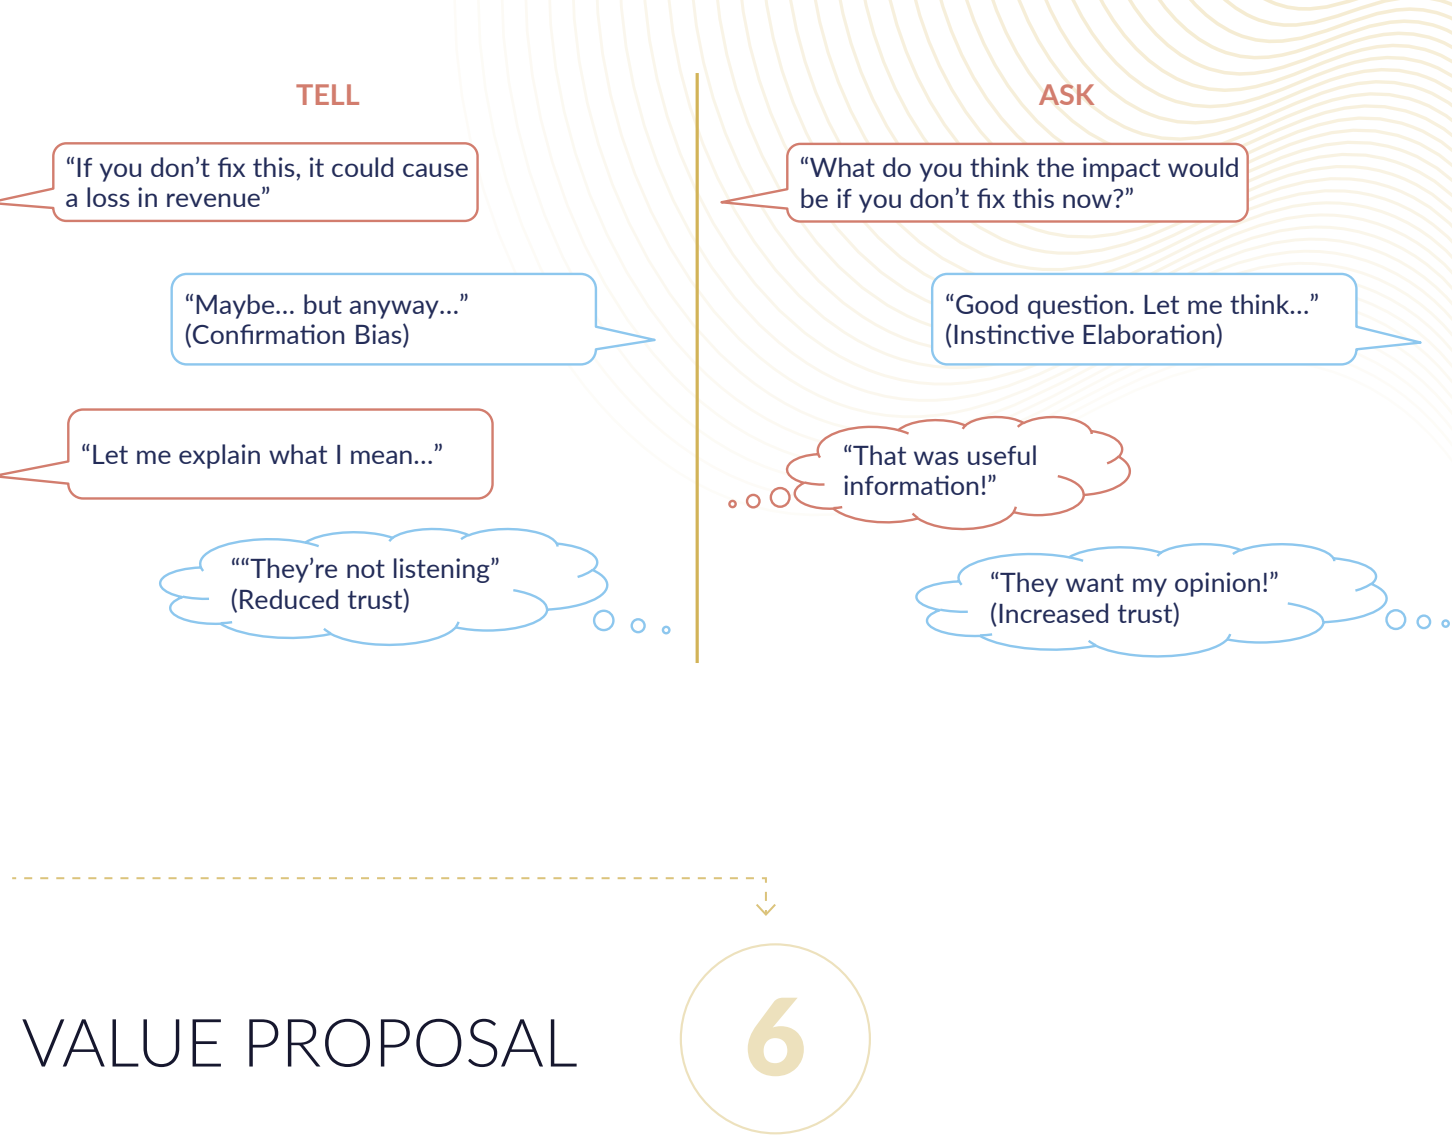 TELL
“If you don’t fix this, it could cause
a loss in revenue”
“Maybe... but anyway...”
(Confirmation Bias)
“Let me explain what I mean...”
““They’re not listening”
(Reduced trust)
ASK
“What do you think the impact would
be if you don’t fix this now?”
“Good question. Let me think...”
(Instinctive Elaboration)
“That was useful
information!”
“They want my opinion!”
(Increased trust)
VALUE PROPOSAL
6